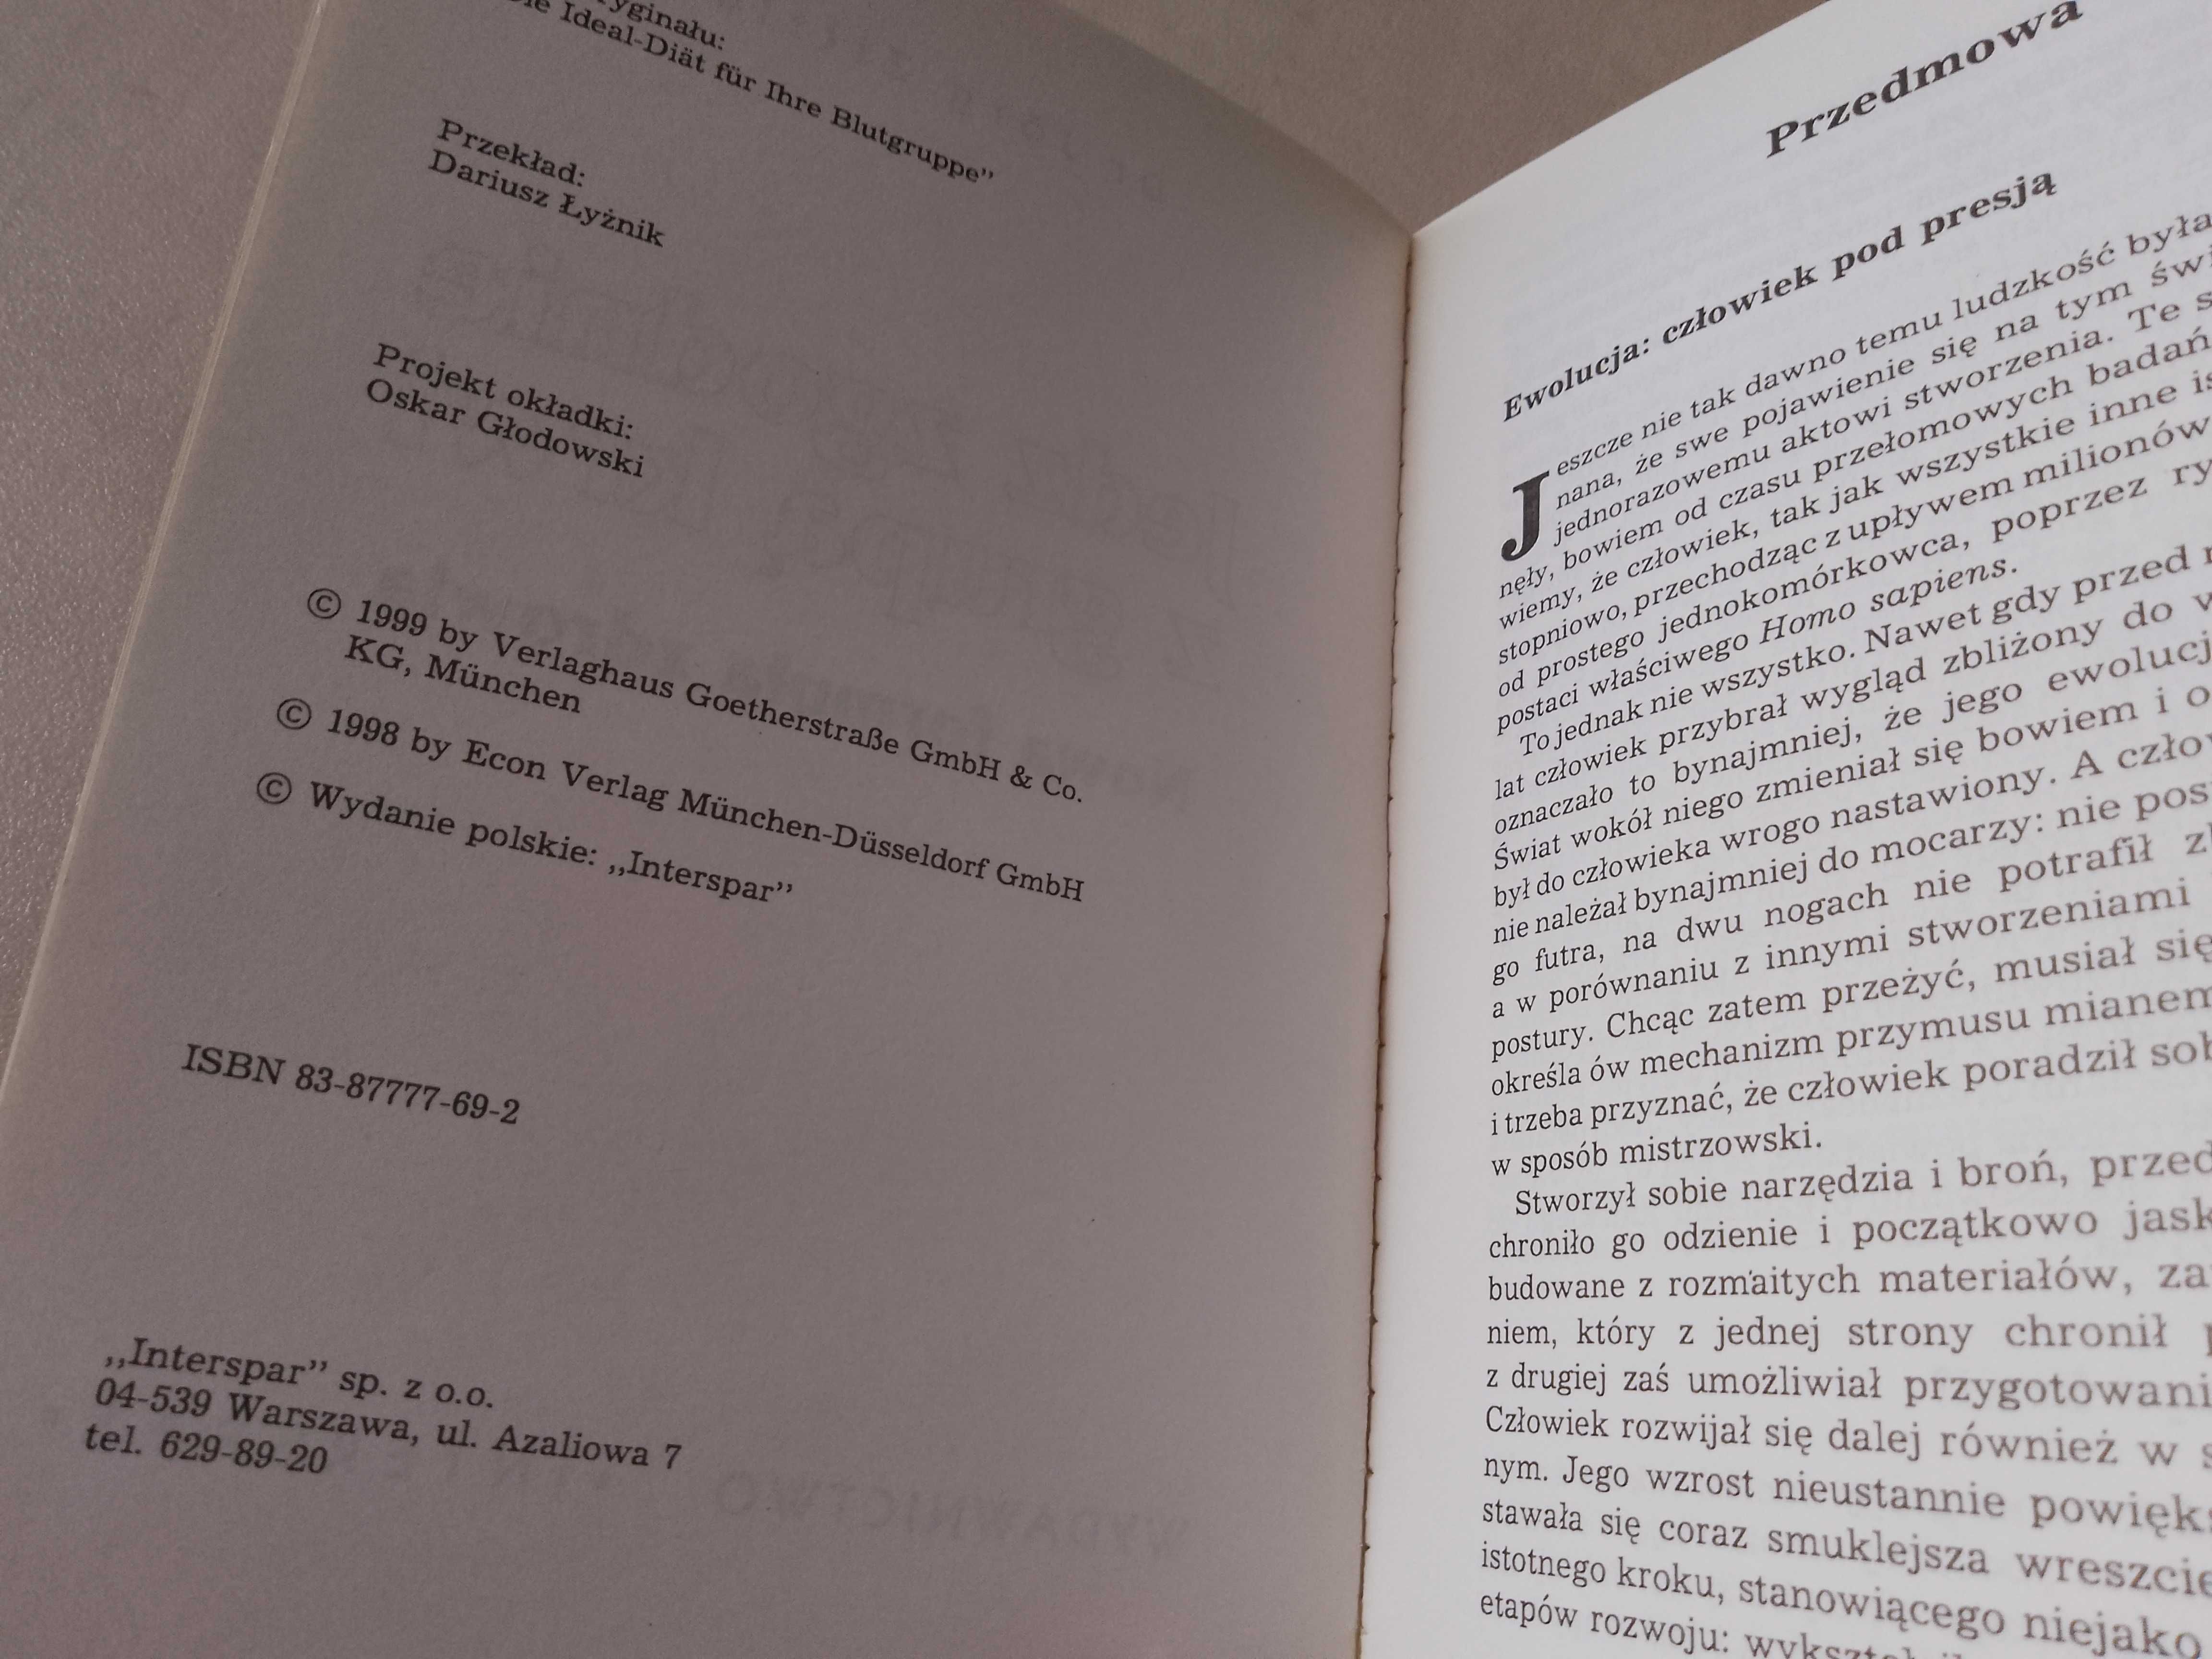 Ideal-Diät für Ihre Blutgruppe”
Przekład:
Dariusz Łyżnik
Projekt okładki:
Oskar Głodowski
© 1999 by Verlaghaus Goetherstraße GmbH & Co.
KG, München
© 1998 by Econ Verlag München-Düsseldorf GmbH
© Wydanie polskie: ,,Interspar”
ISBN 83-87777-69-2
,,Interspar” sp. z o.o.
04-539 Warszawa, ul. Azaliowa 7
tel. 629-89-20
Przedmowa
Ewolucja: człowiek pod presją
Jeszcze nie tak dawno temu ludzkość była
nana, że swe pojawienie się na tym
jednorazowemu aktowi stworzenia. Te
nęły, bowiem od czasu przełomowych badań
wiemy, że człowiek, tak jak wszystkie inne
stopniowo, przechodząc z upływem milionów
od prostego jednokomórkowca, poprzez
postaci właściwego Homo sapiens.
To jednak nie wszystko. Nawet gdy przed
lat człowiek przybrał wygląd zbliżony do
oznaczało to bynajmniej, że jego
Świat wokół niego zmieniał się bowiem i
był do człowieka wrogo nastawiony. A
nie należał bynajmniej do mocarzy: nie
go futra, na dwu nogach nie potrafił
a w porównaniu z innymi stworzeniami
postury. Chcąc zatem przeżyć, musiał się
określa ów mechanizm przymusu mianem
i trzeba przyznać, że człowiek poradził
w sposób mistrzowski.
Stworzył sobie narzędzia i broń,
chroniło go odzienie i początkowo
budowane z rozmaitych materiałów,
niem, który z jednej strony chronił
z drugiej zaś umożliwiał
Człowiek rozwijał się dalej również w
nym. Jego wzrost nieustannie
stawała się coraz smuklejsza wreszcie
istotnego kroku, stanowiącego niejako
etapów rozwoju: